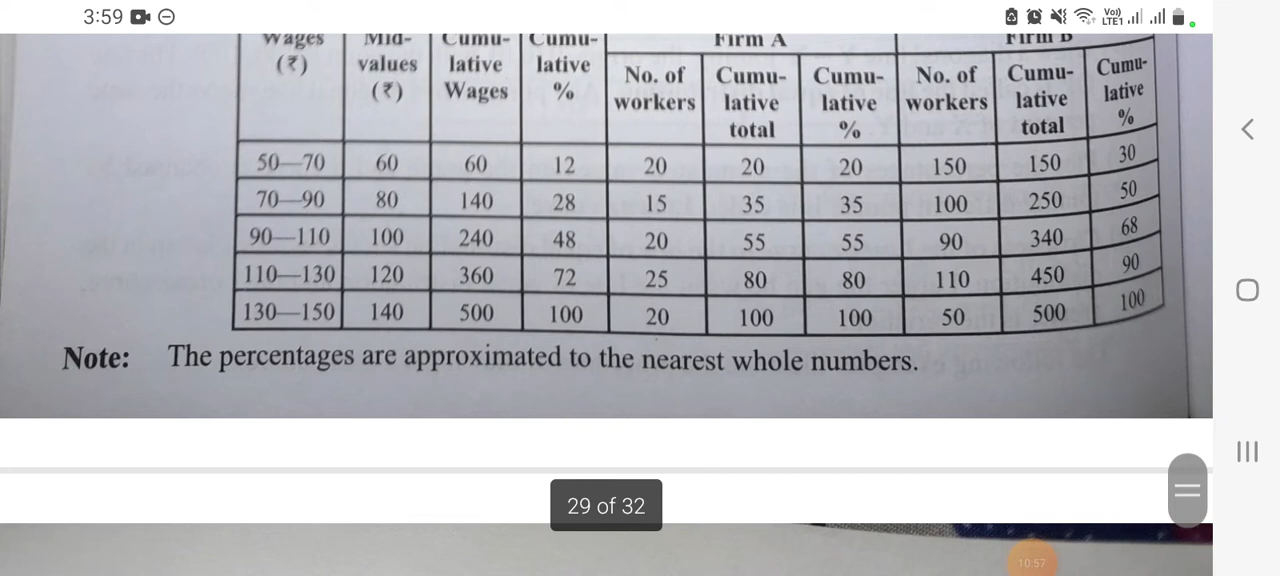 3:59
Vo))
LTE1
Wages (₹) Mid-values (₹) Cumu-lative Wages Cumu-lative % Firm A Firm B
No. of workers Cumu-lative total Cumu-lative % No. of workers Cumu-lative total Cumu-lative %
50—70 60 60 12 20 20 20 150 150 30
70—90 80 140 28 15 35 35 100 250 50
90—110 100 240 48 20 55 55 90 340 68
110—130 120 360 72 25 80 80 110 450 90
130—150 140 500 100 20 100 100 50 500 100
Note: The percentages are approximated to the nearest whole numbers.
29 of 32
10:57